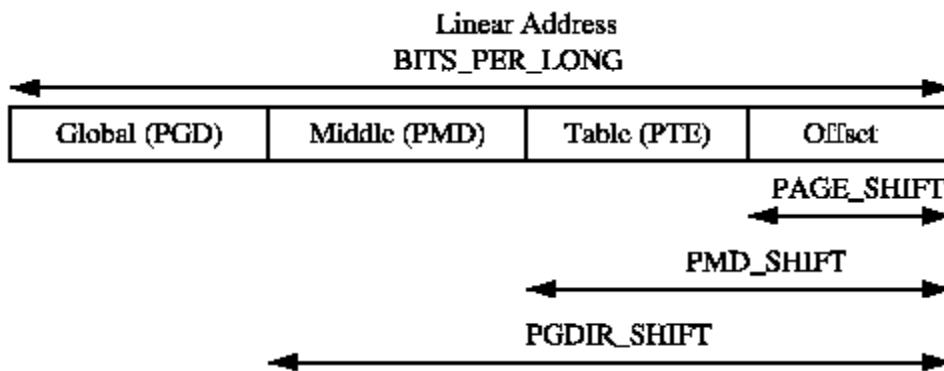 Linear Address
BITS_PER_LONG
Global (PGD) Middle (PMD) Table (PTE) Offset
PAGE_SHIFT
PMD_SHIFT
PGDIR_SHIFT